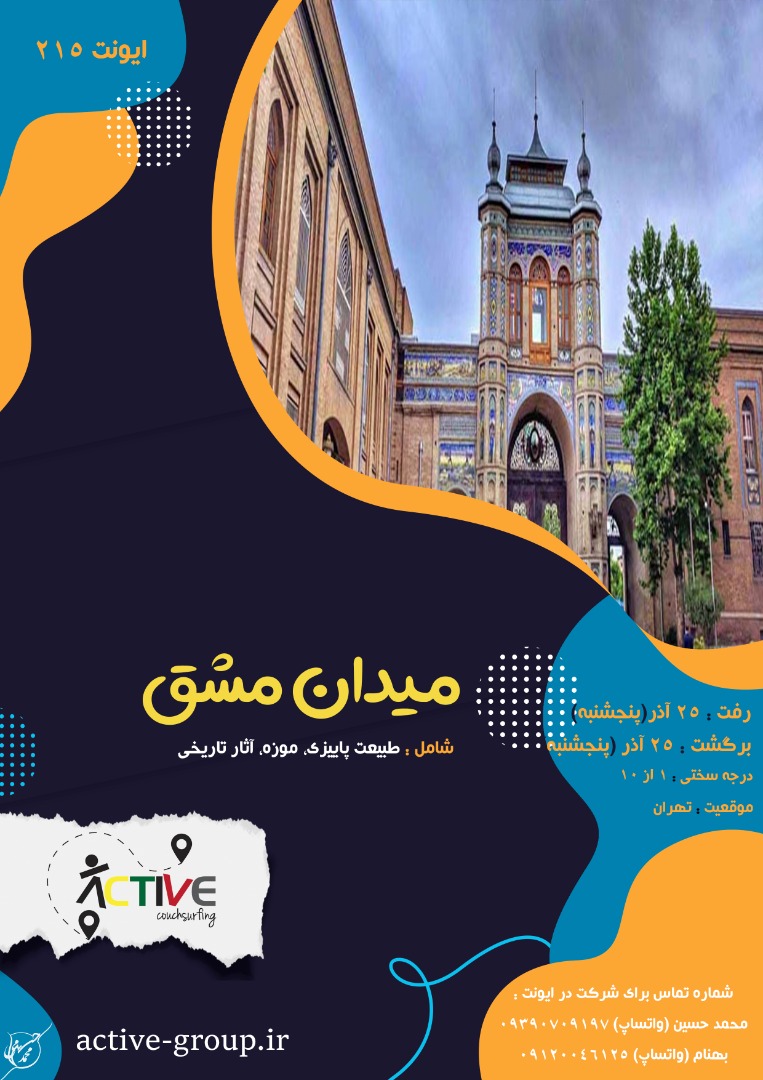 ایونت ۲۱۵
میدان مشق
شامل : طبیعت پاییزی، موزه، آثار تاریخی
رفت : ۲۵ آذر (پنجشنبه)
برگشت : ۲۵ آذر (پنجشنبه
درجه سختی : ۱ از ۱۰
موقعیت : تهران
ACTIVE
couchsurfing
active-group.ir
شماره تماس برای شرکت در ایونت :
محمد حسین (واتساپ) ۰۹۳۹۰۷۰۹۱۹۷
بهنام (واتساپ) ۰۹۱۲۰۰٤٦۱۲۵